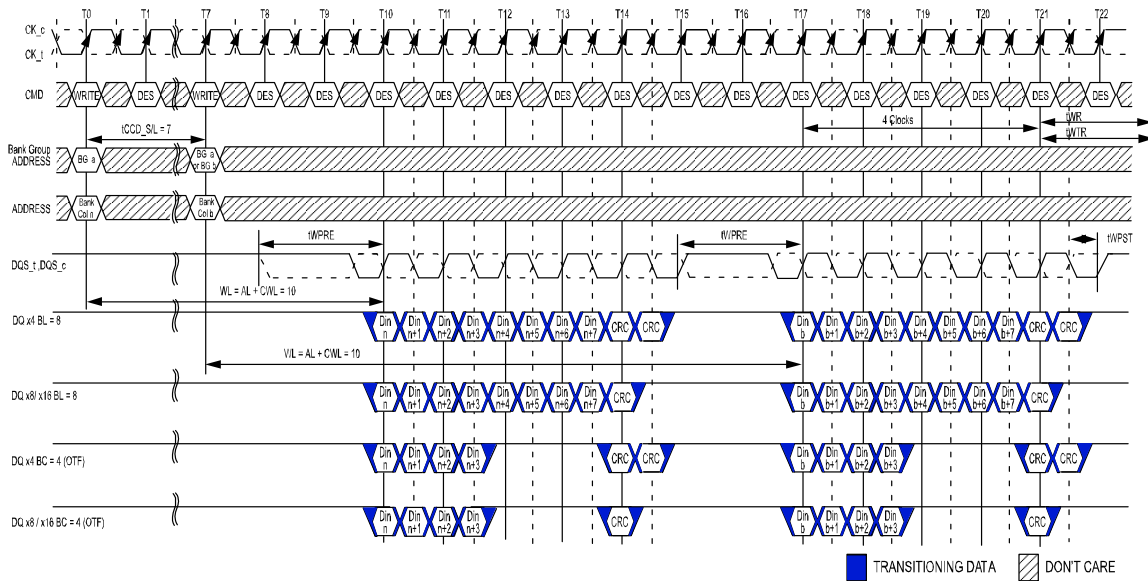 T0 T1 T7 T8 T9 T10 T11 T12 T13 T14 T15 T16 T17 T18 T19 T20 T21 T22
CK_c
CK_t
CMD WRITE DES WRITE DES DES DES DES DES DES DES DES DES DES DES DES DES DES DES
tCCD_S/L = 7 4 Clocks tWR
tWTR
Bank Group
ADDRESS BG a BG a
or BG b
ADDRESS Bank
Col n Bank
Col b
tWPRE tWPRE tWPST
DQS_t,DQS_c
WL = AL + CWL = 10
DQ x4 BL = 8 Din
n Din
n+1 Din
n+2 Din
n+3 Din
n+4 Din
n+5 Din
n+6 Din
n+7 CRC CRC Din
b Din
b+1 Din
b+2 Din
b+3 Din
b+4 Din
b+5 Din
b+6 Din
b+7 CRC CRC
WL = AL + CWL = 10
DQ x8/ x16 BL = 8 Din
n Din
n+1 Din
n+2 Din
n+3 Din
n+4 Din
n+5 Din
n+6 Din
n+7 CRC Din
b Din
b+1 Din
b+2 Din
b+3 Din
b+4 Din
b+5 Din
b+6 Din
b+7 CRC
DQ x4 BC = 4 (OTF) Din
n Din
n+1 Din
n+2 Din
n+3 CRC CRC Din
b Din
b+1 Din
b+2 Din
b+3 CRC CRC
DQ x8 / x16 BC = 4 (OTF) Din
n Din
n+1 Din
n+2 Din
n+3 CRC Din
b Din
b+1 Din
b+2 Din
b+3 CRC
TRANSITIONING DATA DON'T CARE